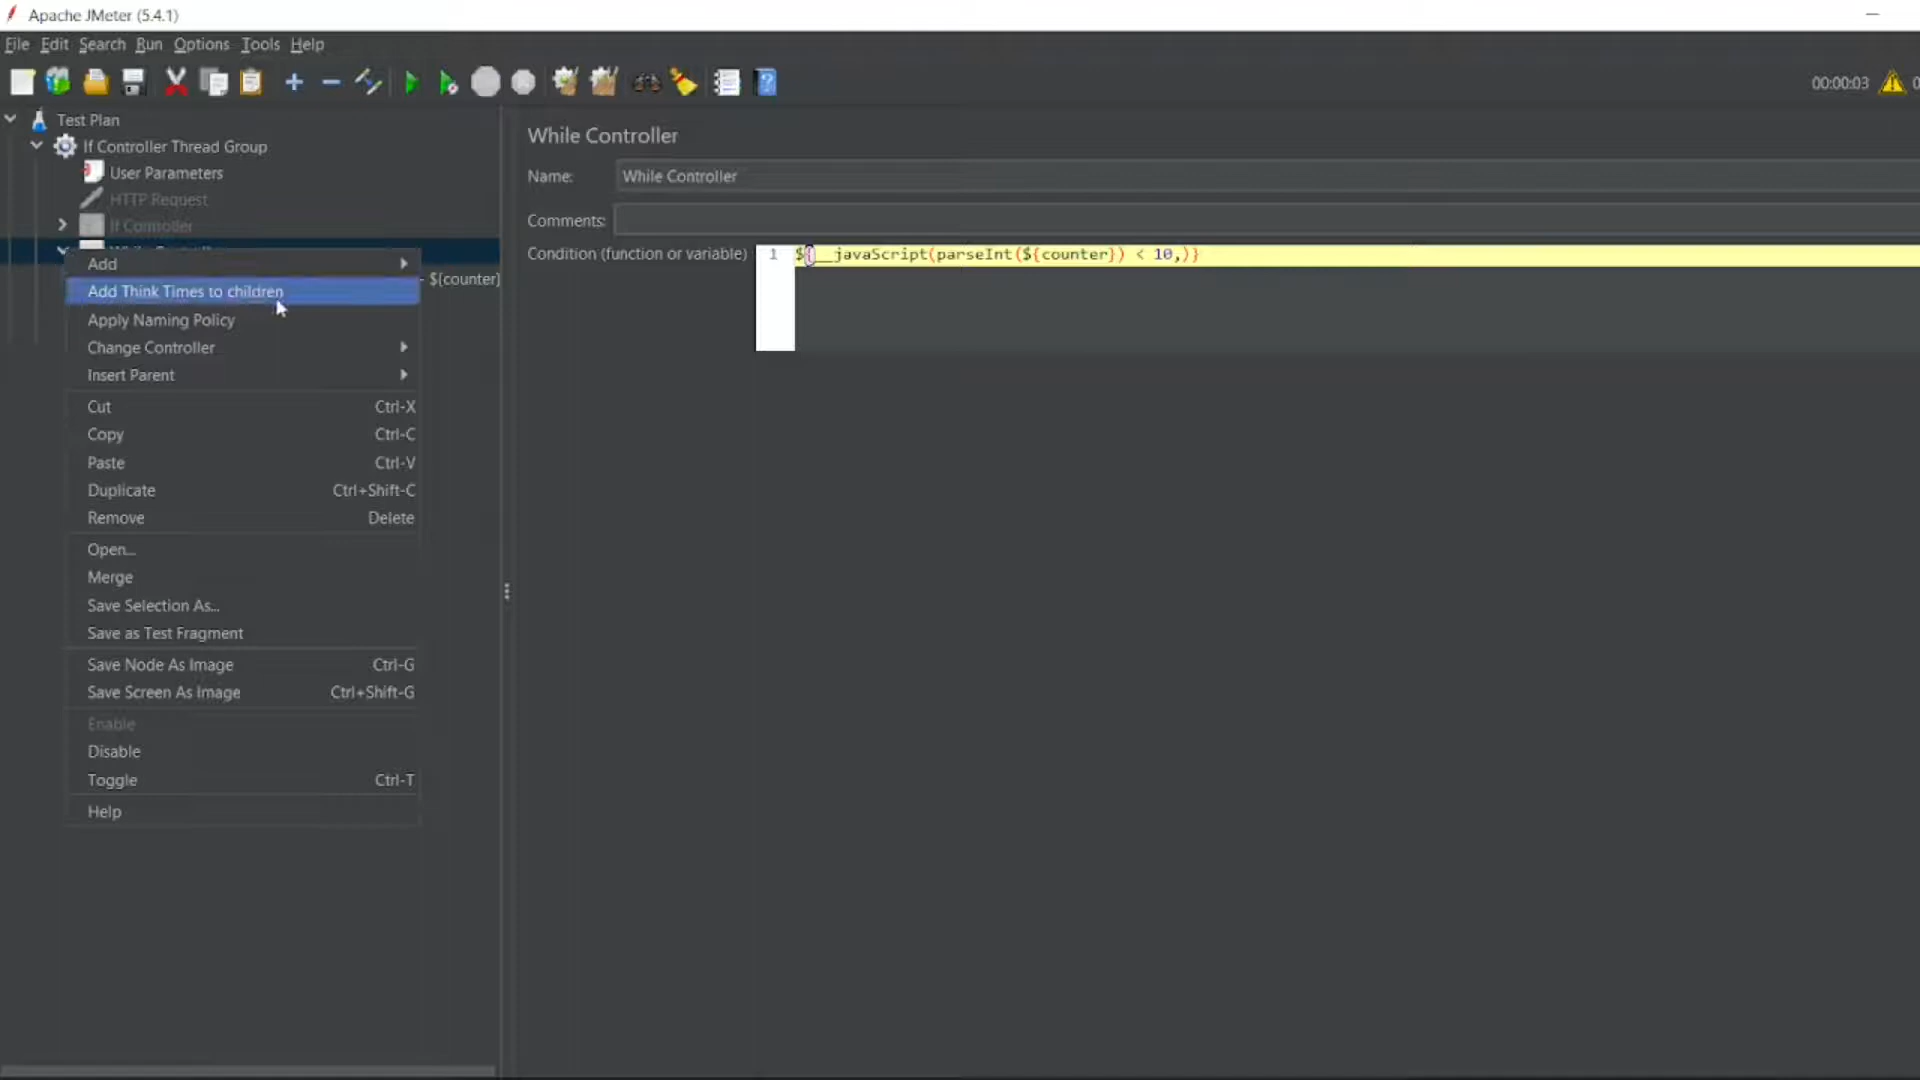 Apache JMeter (5.4.1)
File Edit Search Run Options Tools Help
00:00:03 0
Test Plan
If Controller Thread Group
User Parameters
HTTP Request
If Controller
While Controller
${counter}
Add
Add Think Times to children
Apply Naming Policy
Change Controller
Insert Parent
Cut Ctrl-X
Copy Ctrl-C
Paste Ctrl-V
Duplicate Ctrl+Shift-C
Remove Delete
Open...
Merge
Save Selection As...
Save as Test Fragment
Save Node As Image Ctrl-G
Save Screen As Image Ctrl+Shift-G
Enable
Disable
Toggle Ctrl-T
Help
While Controller
Name: While Controller
Comments:
Condition (function or variable) 1 ${__javaScript(parseInt(${counter}) < 10,)}